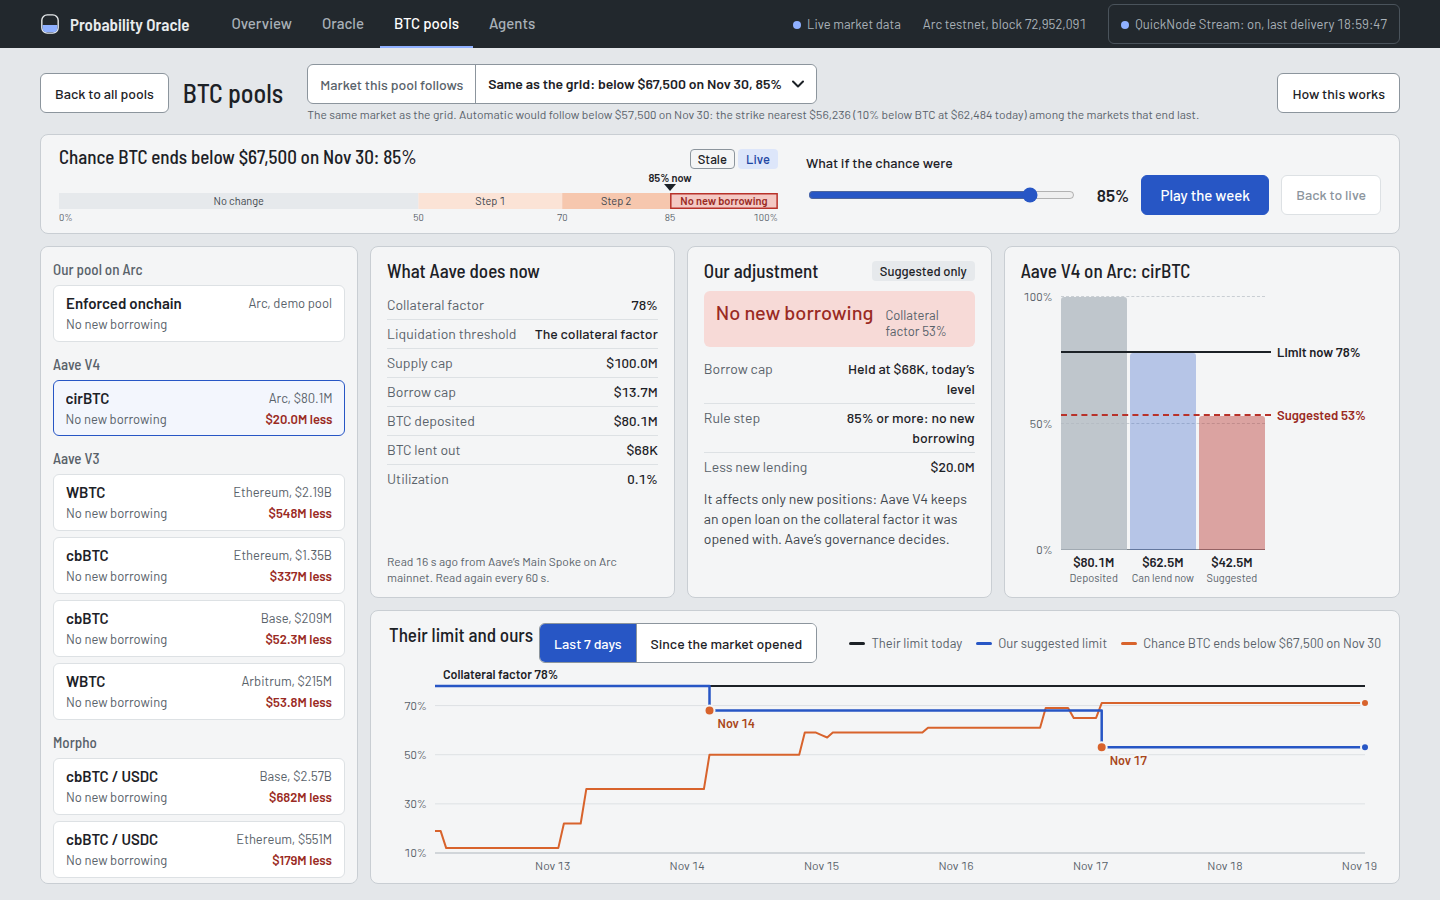 Probability Oracle
Overview
Oracle
BTC pools
Agents
Live market data
Arc testnet, block 72,952,091
QuickNode Stream: on, last delivery 18:59:47
Back to all pools
BTC pools
Market this pool follows
Same as the grid: below $67,500 on Nov 30, 85%
How this works
The same market as the grid. Automatic would follow below $57,500 on Nov 30: the strike nearest $56,236 (10% below BTC at $62,484 today) among the markets that end last.
Chance BTC ends below $67,500 on Nov 30: 85%
Stale
Live
85% now
No change
Step 1
Step 2
No new borrowing
0%
50
70
85
100%
What if the chance were
85%
Play the week
Back to live
Our pool on Arc
Enforced onchain
Arc, demo pool
No new borrowing
Aave V4
cirBTC
Arc, $80.1M
No new borrowing
$20.0M less
Aave V3
WBTC
Ethereum, $2.19B
No new borrowing
$548M less
cbBTC
Ethereum, $1.35B
No new borrowing
$337M less
cbBTC
Base, $209M
No new borrowing
$52.3M less
WBTC
Arbitrum, $215M
No new borrowing
$53.8M less
Morpho
cbBTC / USDC
Base, $2.57B
No new borrowing
$682M less
cbBTC / USDC
Ethereum, $551M
No new borrowing
$179M less
What Aave does now
Collateral factor
78%
Liquidation threshold
The collateral factor
Supply cap
$100.0M
Borrow cap
$13.7M
BTC deposited
$80.1M
BTC lent out
$68K
Utilization
0.1%
Read 16 s ago from Aave's Main Spoke on Arc
mainnet. Read again every 60 s.
Our adjustment
Suggested only
No new borrowing
Collateral
factor 53%
Borrow cap
Held at $68K, today's
level
Rule step
85% or more: no new
borrowing
Less new lending
$20.0M
It affects only new positions: Aave V4 keeps
an open loan on the collateral factor it was
opened with. Aave's governance decides.
Aave V4 on Arc: cirBTC
100%
50%
0%
Limit now 78%
Suggested 53%
$80.1M
$62.5M
$42.5M
Deposited
Can lend now
Suggested
Their limit and ours
Last 7 days
Since the market opened
Their limit today
Our suggested limit
Chance BTC ends below $67,500 on Nov 30
Collateral factor 78%
70%
50%
30%
10%
Nov 14
Nov 17
Nov 13
Nov 14
Nov 15
Nov 16
Nov 17
Nov 18
Nov 19